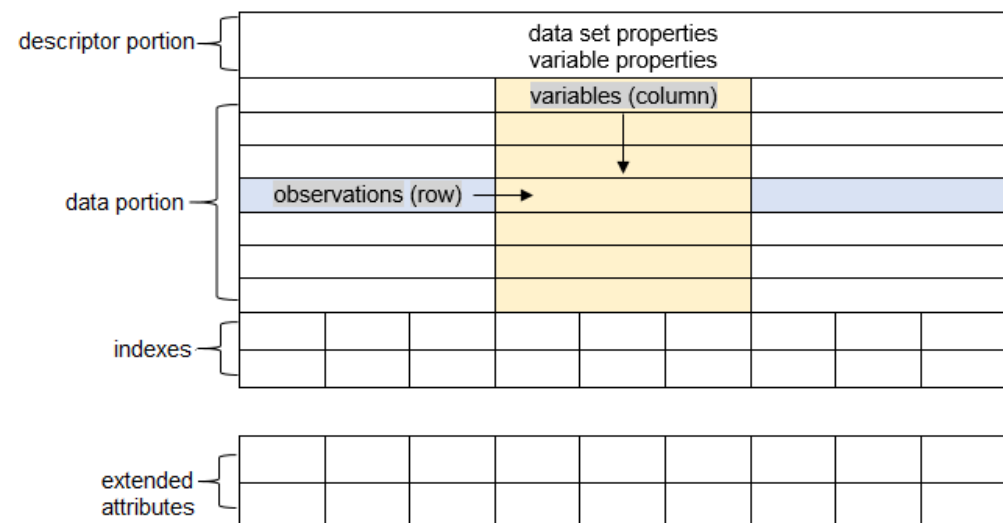 descriptor portion
data set properties
variable properties
variables (column)
observations (row)
data portion
indexes
extended
attributes